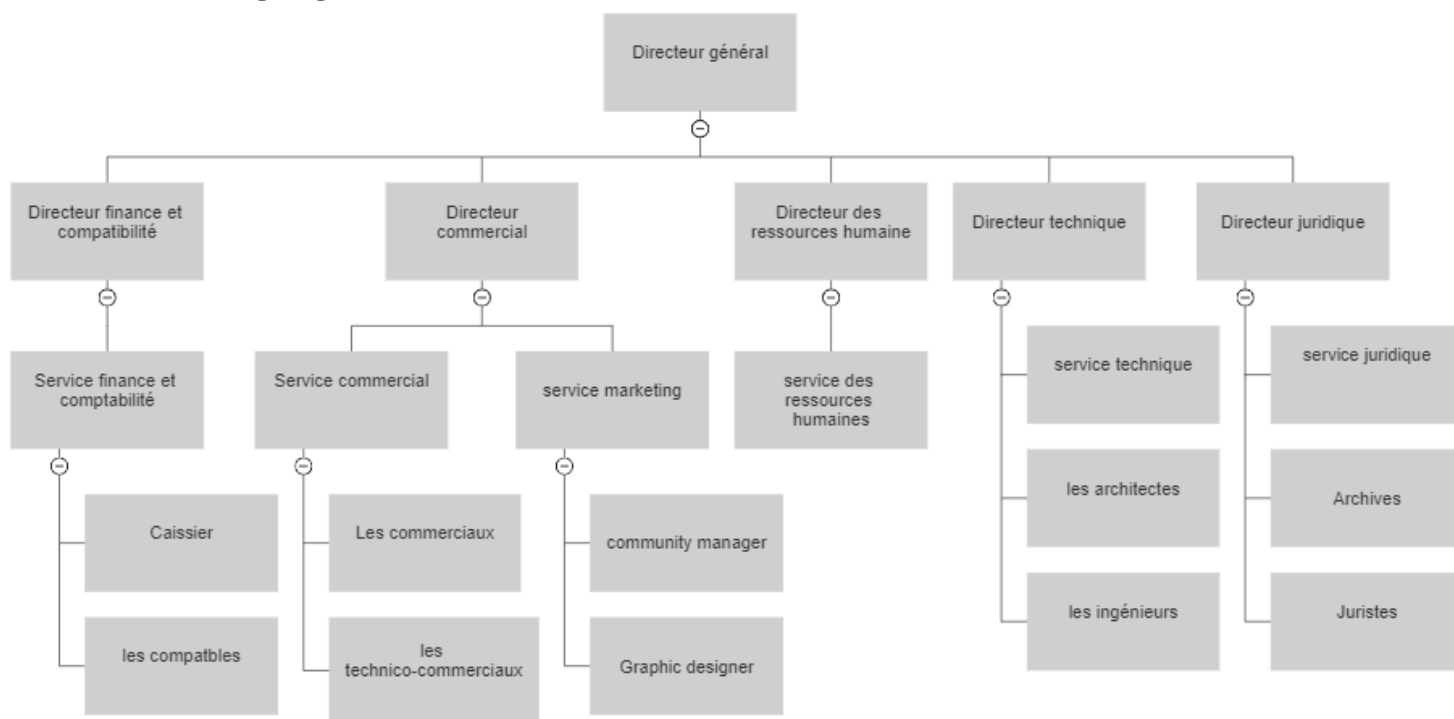 Directeur général
Directeur finance et
compatibilité
Directeur
commercial
Directeur des
ressources humaine
Directeur technique
Directeur juridique
Service finance et
comptabilité
Service commercial
service marketing
service des
ressources
humaines
service technique
service juridique
les architectes
Archives
Caissier
Les commerciaux
community manager
les ingénieurs
Juristes
les compatbles
les
technico-commerciaux
Graphic designer